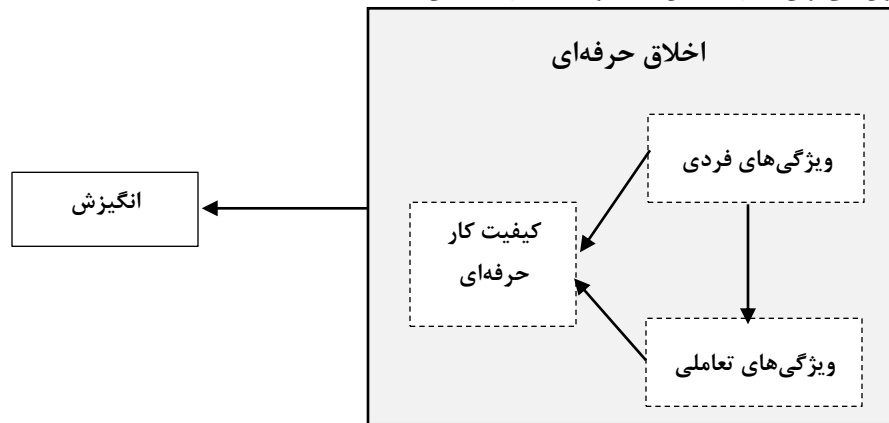 اخلاق حرفه‌ای
ویژگی‌های فردی
انگیزش
کیفیت کار
حرفه‌ای
ویژگی‌های تعاملی